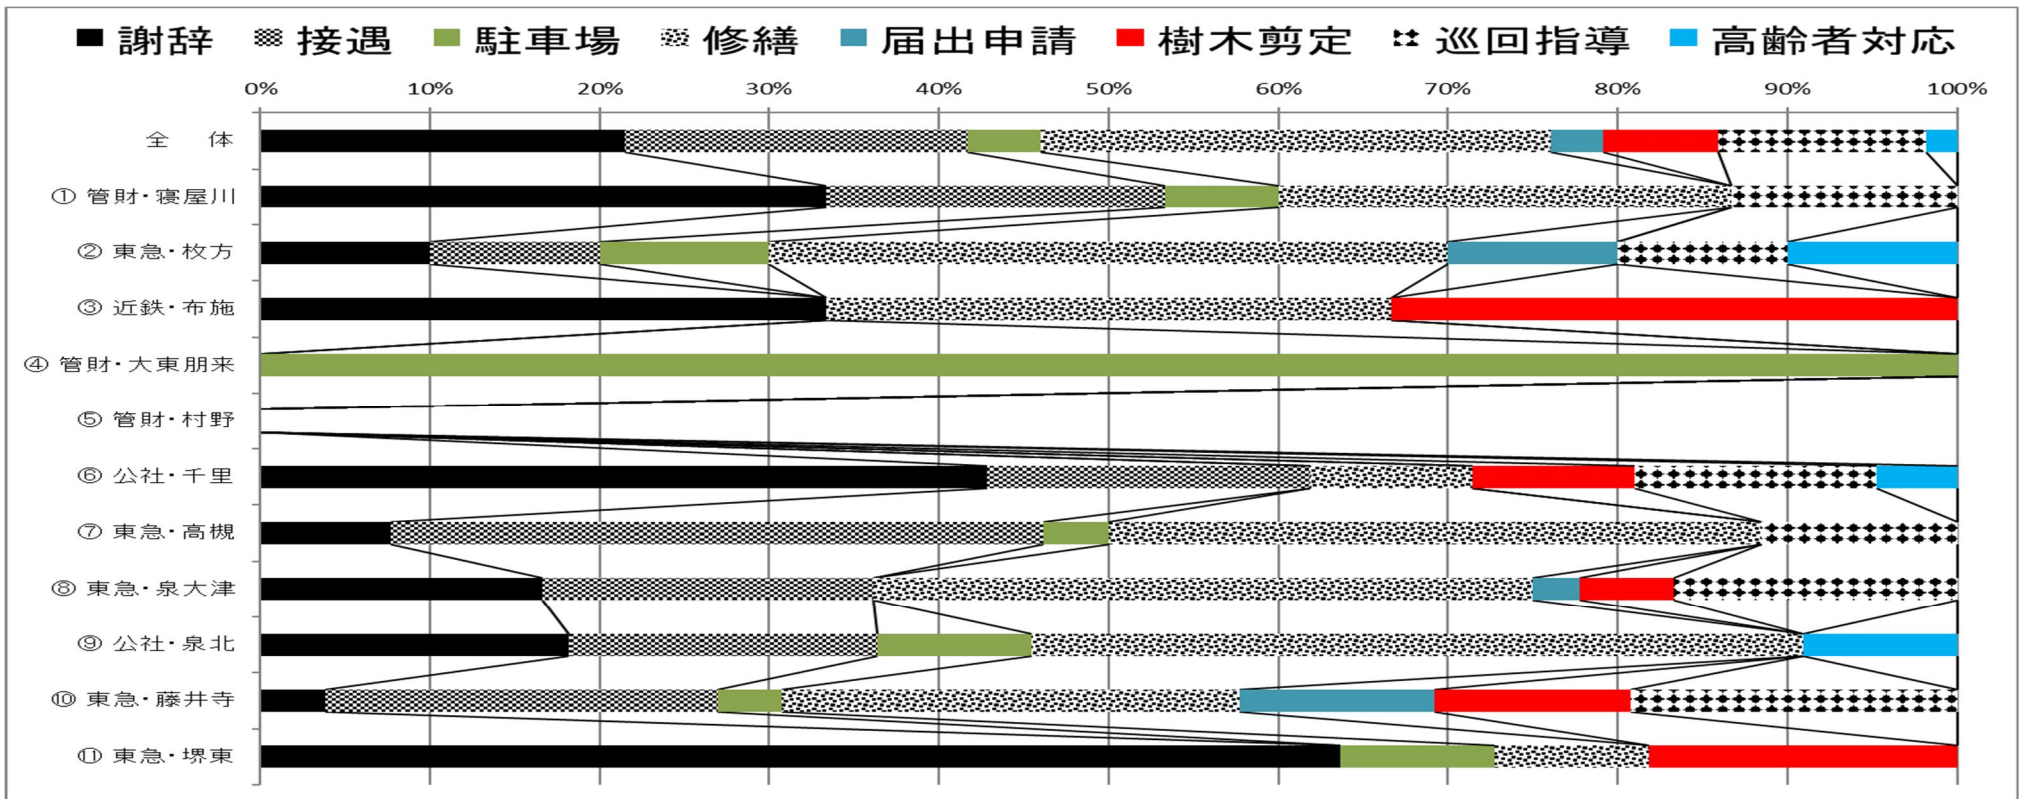 謝辞 接遇 駐車場 修繕 届出申請 樹木剪定 巡回指導 高齢者対応
0% 10% 20% 30% 40% 50% 60% 70% 80% 90% 100%
全 体
① 管財・寝屋川
② 東急・枚方
③ 近鉄・布施
④ 管財・大東朋来
⑤ 管財・村野
⑥ 公社・千里
⑦ 東急・高槻
⑧ 東急・泉大津
⑨ 公社・泉北
⑩ 東急・藤井寺
⑪ 東急・堺東